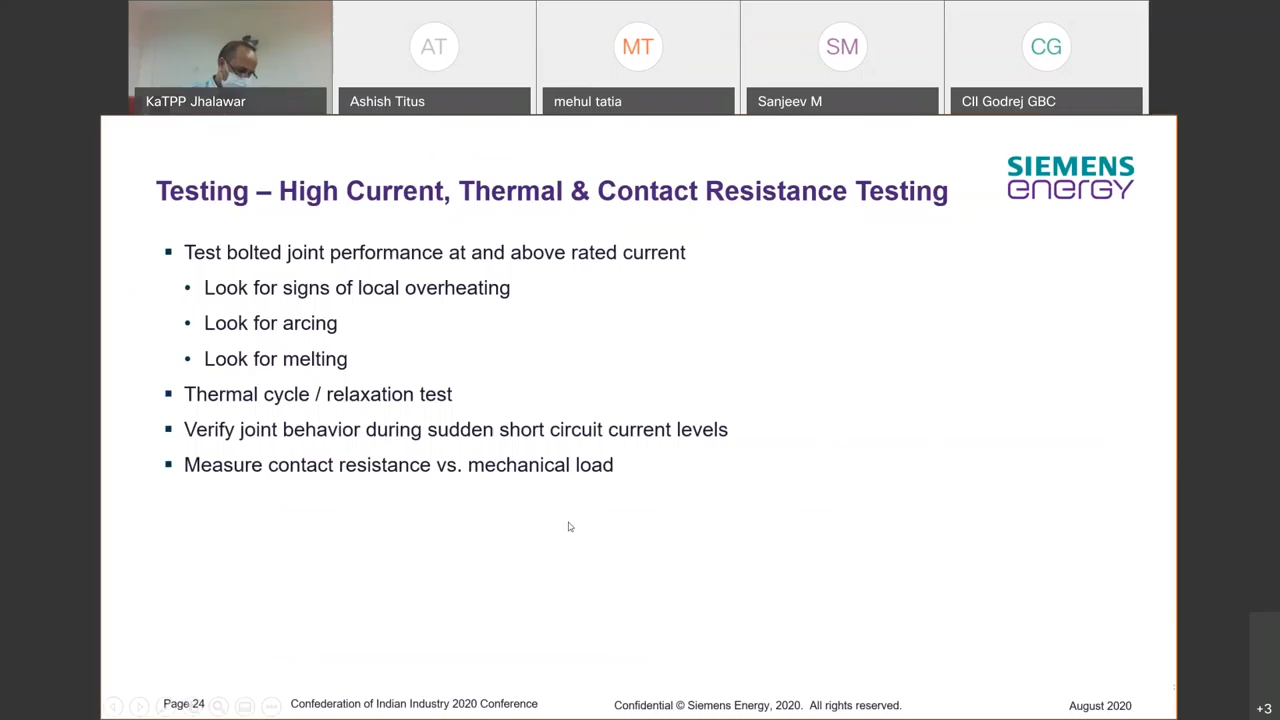 AT
MT
SM
CG
KaTPP Jhalawar
Ashish Titus
mehul tatia
Sanjeev M
CII Godrej GBC
SIEMENS
energy
Testing – High Current, Thermal & Contact Resistance Testing
▪ Test bolted joint performance at and above rated current
• Look for signs of local overheating
• Look for arcing
• Look for melting
▪ Thermal cycle / relaxation test
▪ Verify joint behavior during sudden short circuit current levels
▪ Measure contact resistance vs. mechanical load
Page 24
Confederation of Indian Industry 2020 Conference
Confidential © Siemens Energy, 2020. All rights reserved.
August 2020
+3